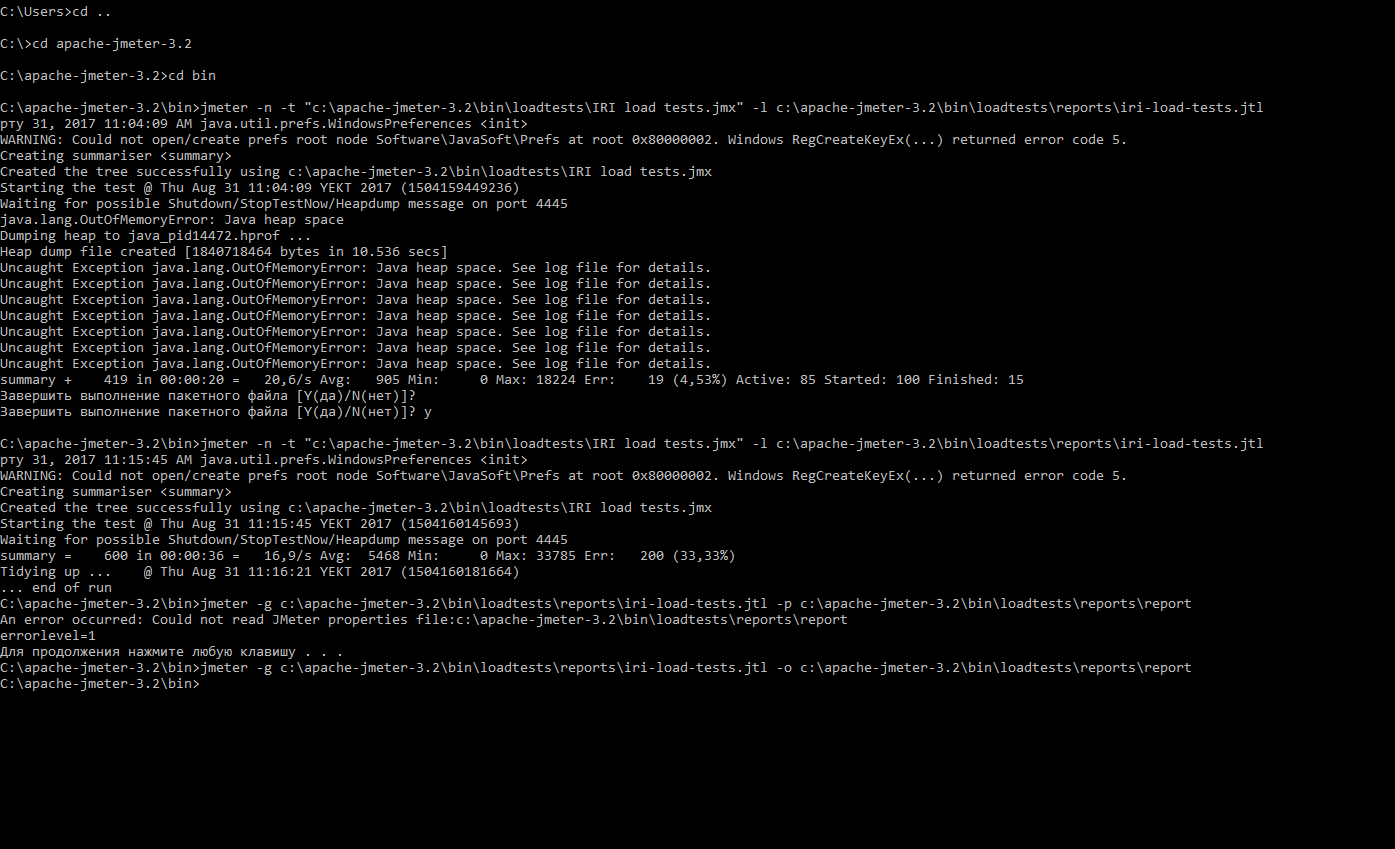 C:\Users>cd ..
C:\>cd apache-jmeter-3.2
C:\apache-jmeter-3.2>cd bin
C:\apache-jmeter-3.2\bin>jmeter -n -t "c:\apache-jmeter-3.2\bin\loadtests\IRI load tests.jmx" -l c:\apache-jmeter-3.2\bin\loadtests\reports\iri-load-tests.jtl
рту 31, 2017 11:04:09 AM java.util.prefs.WindowsPreferences <init>
WARNING: Could not open/create prefs root node Software\JavaSoft\Prefs at root 0x80000002. Windows RegCreateKeyEx(...) returned error code 5.
Creating summariser <summary>
Created the tree successfully using c:\apache-jmeter-3.2\bin\loadtests\IRI load tests.jmx
Starting the test @ Thu Aug 31 11:04:09 YEKT 2017 (1504159449236)
Waiting for possible Shutdown/StopTestNow/Heapdump message on port 4445
java.lang.OutOfMemoryError: Java heap space
Dumping heap to java_pid14472.hprof ...
Heap dump file created [1840718464 bytes in 10.536 secs]
Uncaught Exception java.lang.OutOfMemoryError: Java heap space. See log file for details.
Uncaught Exception java.lang.OutOfMemoryError: Java heap space. See log file for details.
Uncaught Exception java.lang.OutOfMemoryError: Java heap space. See log file for details.
Uncaught Exception java.lang.OutOfMemoryError: Java heap space. See log file for details.
Uncaught Exception java.lang.OutOfMemoryError: Java heap space. See log file for details.
Uncaught Exception java.lang.OutOfMemoryError: Java heap space. See log file for details.
Uncaught Exception java.lang.OutOfMemoryError: Java heap space. See log file for details.
summary +    419 in 00:00:20 =   20,6/s Avg:   905 Min:     0 Max: 18224 Err:    19 (4,53%) Active: 85 Started: 100 Finished: 15
Завершить выполнение пакетного файла [Y(да)/N(нет)]?
Завершить выполнение пакетного файла [Y(да)/N(нет)]? y
C:\apache-jmeter-3.2\bin>jmeter -n -t "c:\apache-jmeter-3.2\bin\loadtests\IRI load tests.jmx" -l c:\apache-jmeter-3.2\bin\loadtests\reports\iri-load-tests.jtl
рту 31, 2017 11:15:45 AM java.util.prefs.WindowsPreferences <init>
WARNING: Could not open/create prefs root node Software\JavaSoft\Prefs at root 0x80000002. Windows RegCreateKeyEx(...) returned error code 5.
Creating summariser <summary>
Created the tree successfully using c:\apache-jmeter-3.2\bin\loadtests\IRI load tests.jmx
Starting the test @ Thu Aug 31 11:15:45 YEKT 2017 (1504160145693)
Waiting for possible Shutdown/StopTestNow/Heapdump message on port 4445
summary =    600 in 00:00:36 =   16,9/s Avg:  5468 Min:     0 Max: 33785 Err:   200 (33,33%)
Tidying up ...    @ Thu Aug 31 11:16:21 YEKT 2017 (1504160181664)
... end of run
C:\apache-jmeter-3.2\bin>jmeter -g c:\apache-jmeter-3.2\bin\loadtests\reports\iri-load-tests.jtl -p c:\apache-jmeter-3.2\bin\loadtests\reports\report
An error occurred: Could not read JMeter properties file:c:\apache-jmeter-3.2\bin\loadtests\reports\report
errorlevel=1
Для продолжения нажмите любую клавишу . . .
C:\apache-jmeter-3.2\bin>jmeter -g c:\apache-jmeter-3.2\bin\loadtests\reports\iri-load-tests.jtl -o c:\apache-jmeter-3.2\bin\loadtests\reports\report
C:\apache-jmeter-3.2\bin>